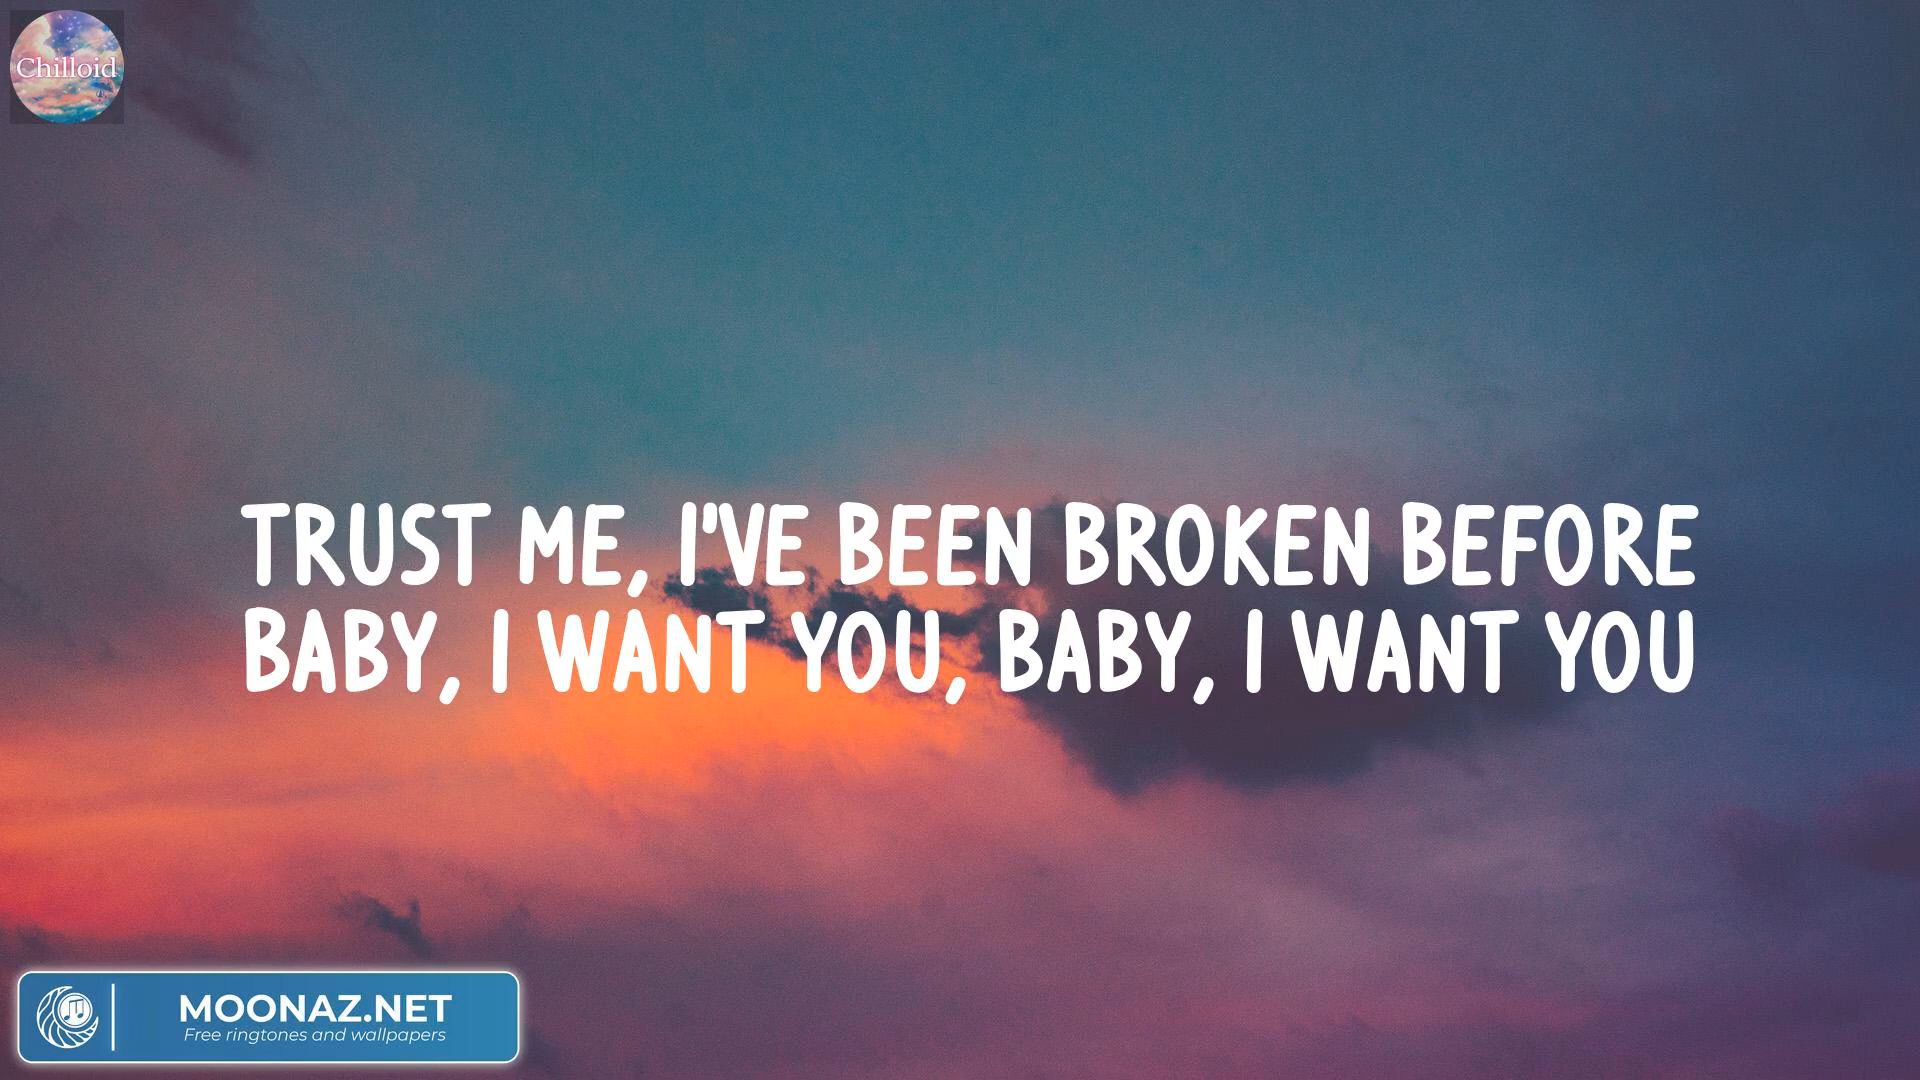 Chilloid
TRUST ME, I'VE BEEN BROKEN BEFORE
BABY, I WANT YOU, BABY, I WANT YOU
MOONAZ.NET
Free ringtones and wallpapers